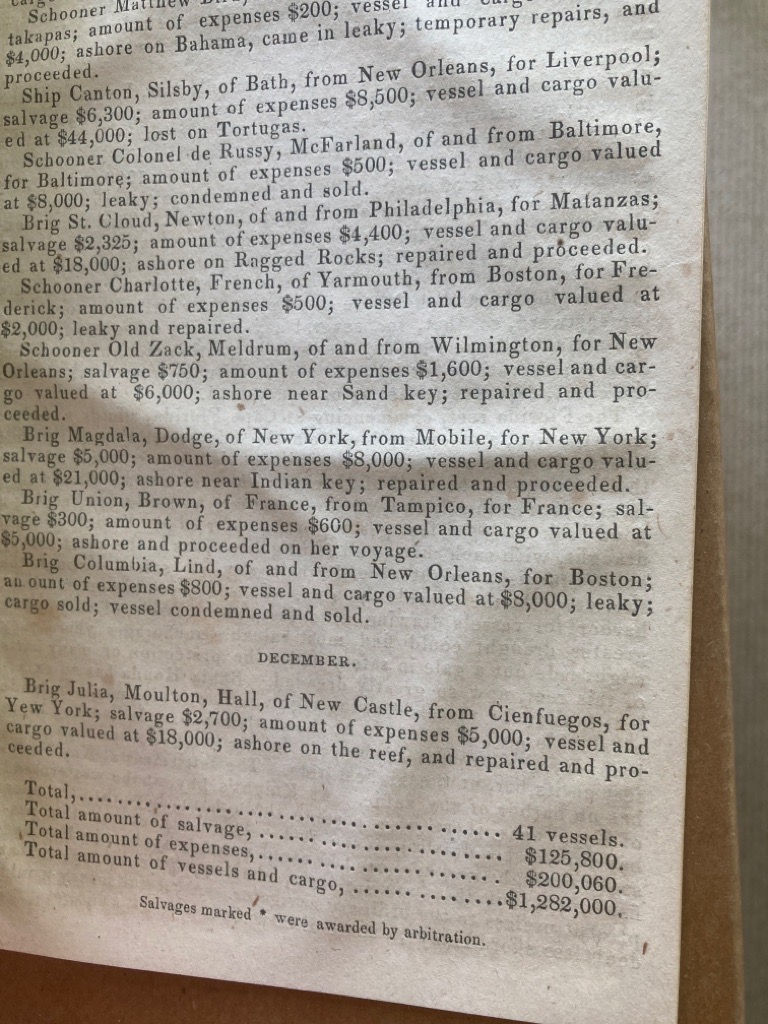 Schooner Matthew
takapas; amount of expenses $200; vessel and
$4,000; ashore on Bahama, came in leaky; temporary repairs, and
proceeded.
Ship Canton, Silsby, of Bath, from New Orleans, for Liverpool;
salvage $6,300; amount of expenses $8,500; vessel and cargo valu-
ed at $44,000; lost on Tortugas.
Schooner Colonel de Russy, McFarland, of and from Baltimore,
for Baltimore; amount of expenses $500; vessel and cargo valued
at $8,000; leaky; condemned and sold.
Brig St. Cloud, Newton, of and from Philadelphia, for Matanzas;
salvage $2,325; amount of expenses $4,400; vessel and cargo valu-
ed at $18,000; ashore on Ragged Rocks; repaired and proceeded.
Schooner Charlotte, French, of Yarmouth, from Boston, for Fre-
derick; amount of expenses $500; vessel and cargo valued at
$2,000; leaky and repaired.
Schooner Old Zack, Meldrum, of and from Wilmington, for New
Orleans; salvage $750; amount of expenses $1,600; vessel and car-
go valued at $6,000; ashore near Sand key; repaired and pro-
ceeded.
Brig Magdala, Dodge, of New York, from Mobile, for New York;
salvage $5,000; amount of expenses $8,000; vessel and cargo valu-
ed at $21,000; ashore near Indian key; repaired and proceeded.
Brig Union, Brown, of France, from Tampico, for France; sal-
vage $300; amount of expenses $600; vessel and cargo valued at
$5,000; ashore and proceeded on her voyage.
Brig Columbia, Lind, of and from New Orleans, for Boston;
an ount of expenses $800; vessel and cargo valued at $8,000; leaky;
cargo sold; vessel condemned and sold.
DECEMBER.
Brig Julia, Moulton, Hall, of New Castle, from Cienfuegos, for
Yew York; salvage $2,700; amount of expenses $5,000; vessel and
cargo valued at $18,000; ashore on the reef, and repaired and pro-
ceeded.
Total,.......................................... 41 vessels.
Total amount of salvage, .......................... $125,800.
Total amount of expenses,.......................... $200,060.
Total amount of vessels and cargo, ................$1,282,000.
Salvages marked * were awarded by arbitration.